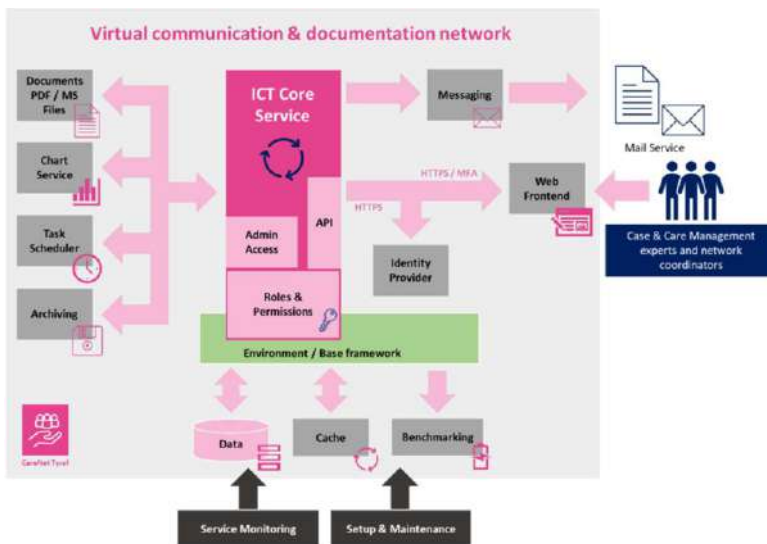 Virtual communication & documentation network
Documents
PDF / MS
Files
Chart
Service
Task
Scheduler
Archiving
ICT Core
Service
Admin
Access
API
Roles &
Permissions
Environment / Base framework
Messaging
HTTPS / MFA
HTTPS
Web
Frontend
Identity
Provider
Mail Service
Case & Care Management
experts and network
coordinators
Data
Cache
Benchmarking
CareNet Tyrol
Service Monitoring
Setup & Maintenance